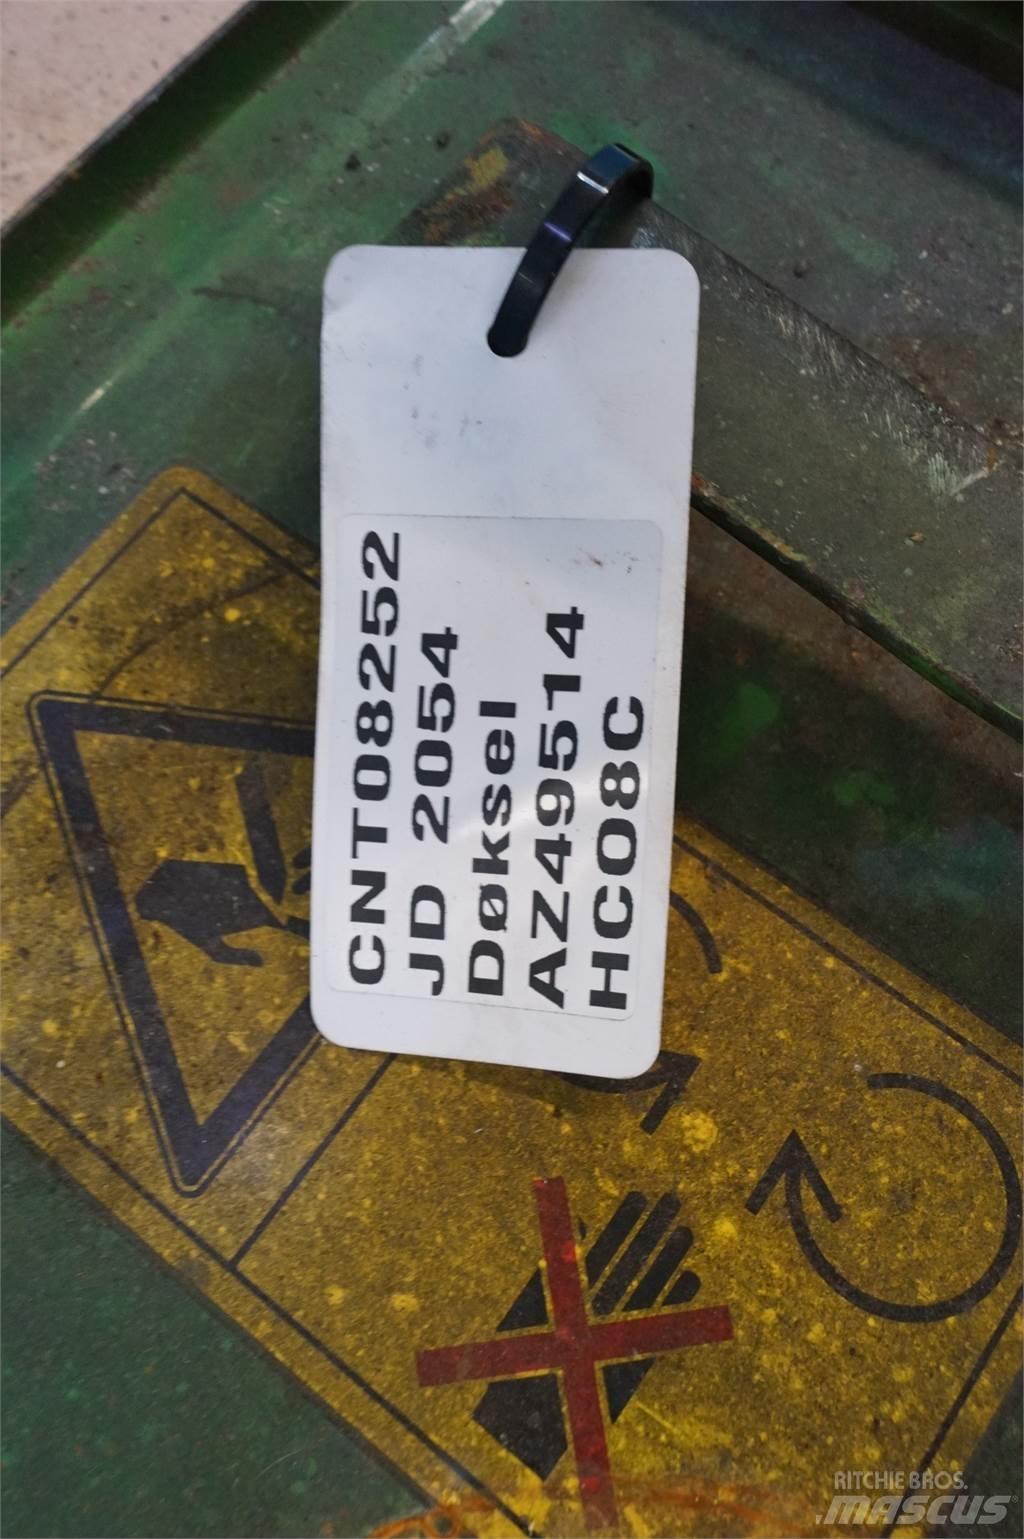 CNT08252
JD 2054
Døksel
AZ49514
HC08C
RITCHIE BROS.
MASCUS